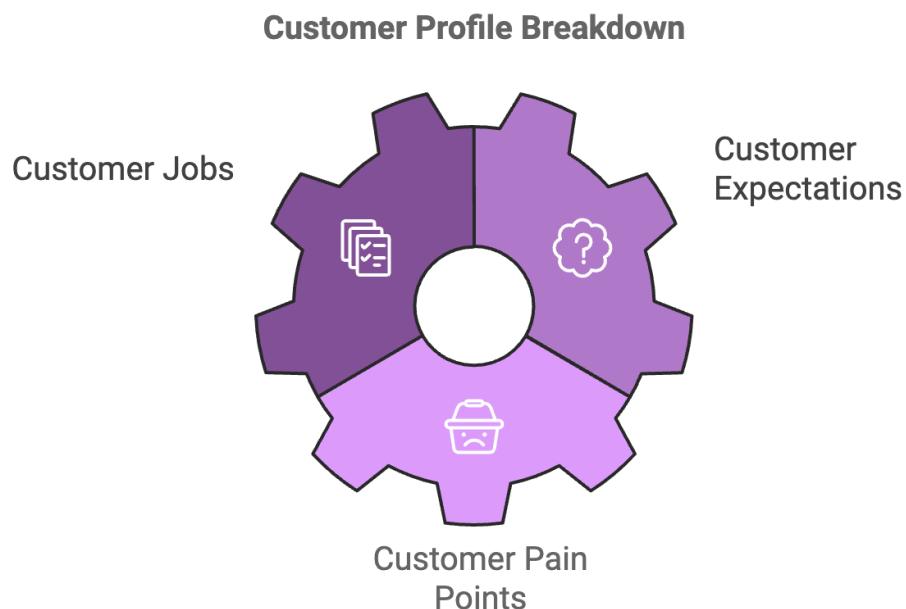 Customer Profile Breakdown
Customer Jobs
Customer
Expectations
Customer Pain
Points